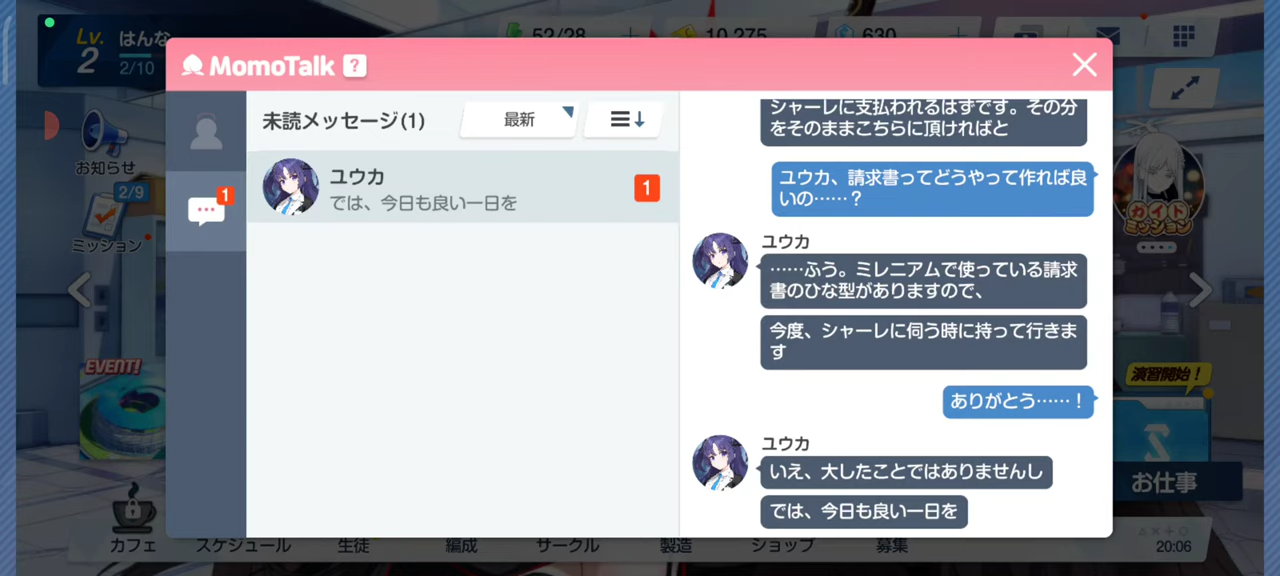 Lv.
2
はんな
2/10
52/28
10,275
630
MomoTalk
?
未読メッセージ(1)
最新
ユウカ
では、今日も良い一日を
1
1
シャーレに支払われるはずです。その分
をそのままこちらに頂ければと
ユウカ、請求書ってどうやって作れば良
いの……？
ユウカ
……ふう。ミレニアムで使っている請求
書のひな型がありますので、
今度、シャーレに伺う時に持って行きま
す
ありがとう……！
ユウカ
いえ、大したことではありませんし
では、今日も良い一日を
お知らせ
2/9
ミッション
EVENT!
ガイド
ミッション
演習開始！
お仕事
カフェ
スケジュール
生徒
編成
サークル
製造
ショップ
募集
20:06